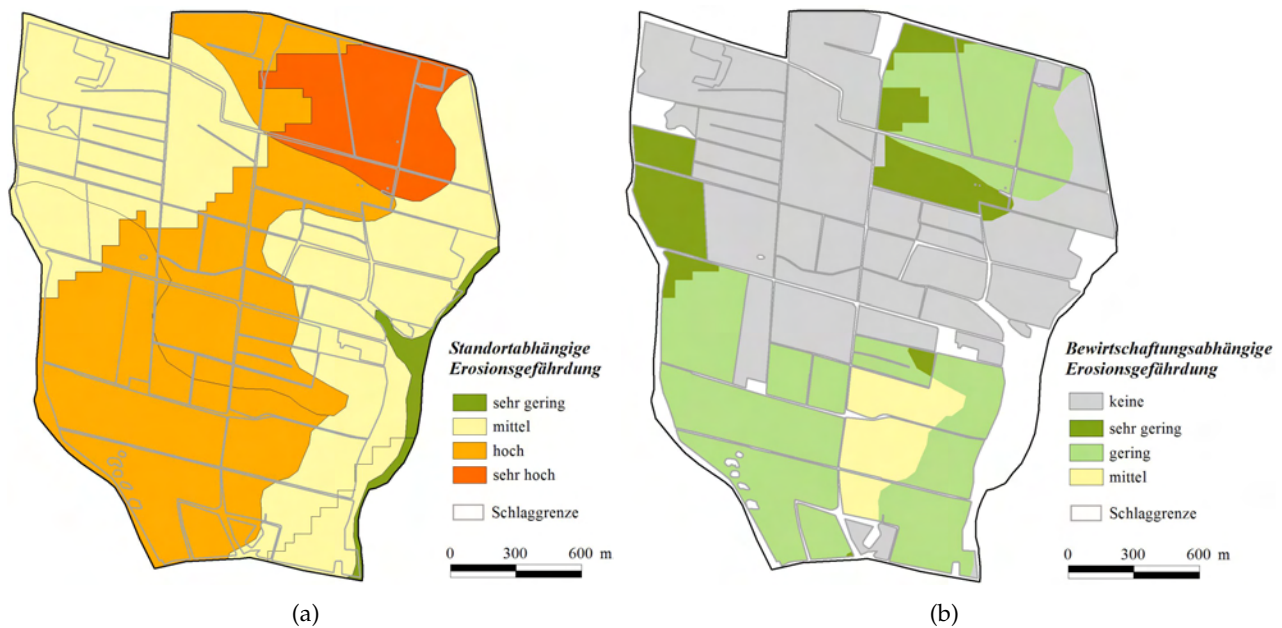 Standortabhängige
Erosionsgefährdung
sehr gering
mittel
hoch
sehr hoch
Schlaggrenze
0 300 600 m
(a)
Bewirtschaftungsabhängige
Erosionsgefährdung
keine
sehr gering
gering
mittel
Schlaggrenze
0 300 600 m
(b)